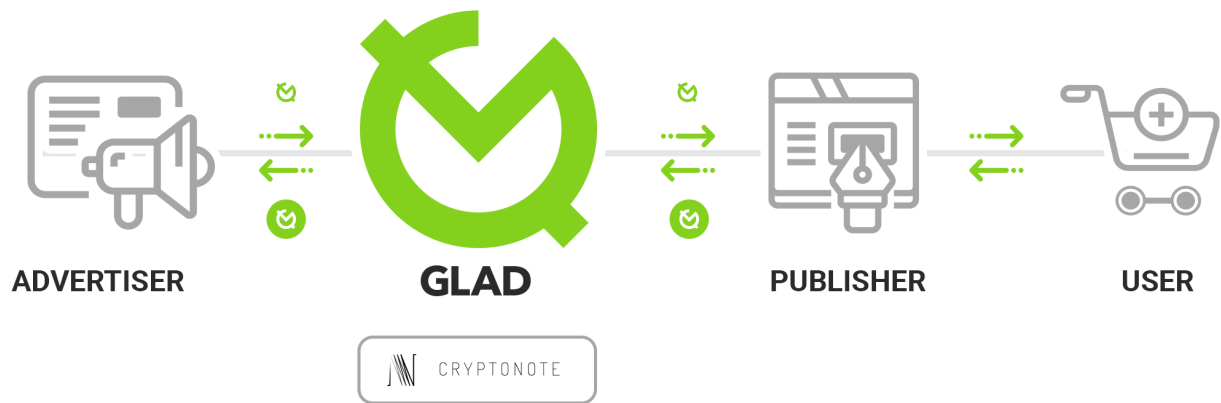 ADVERTISER
GLAD
PUBLISHER
USER
CRYPTONOTE